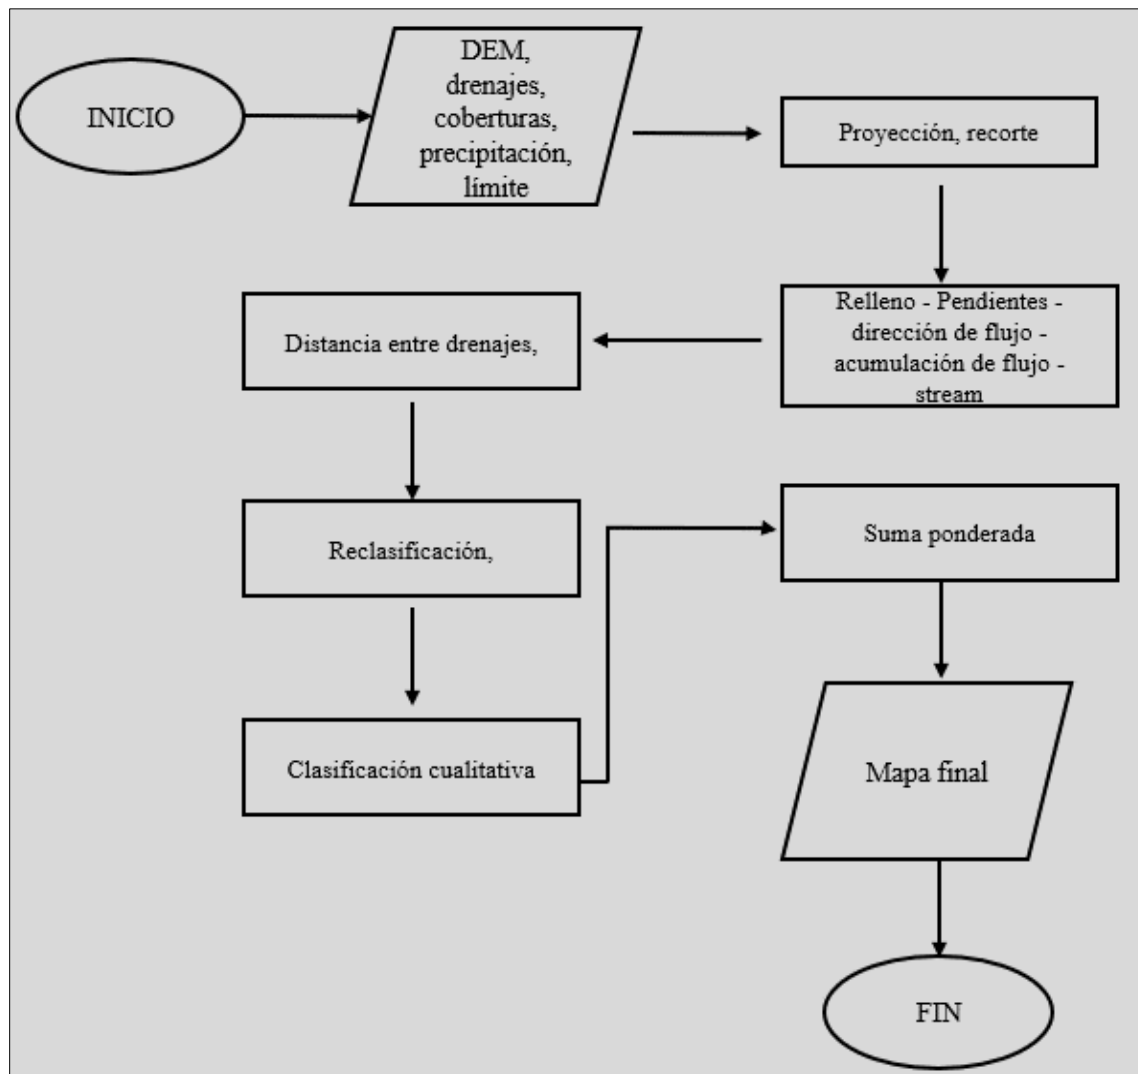 INICIO
DEM,
drenajes,
coberturas,
precipitación,
límite
Proyección, recorte
Relleno - Pendientes -
dirección de flujo -
acumulación de flujo -
stream
Distancia entre drenajes,
Reclasificación,
Clasificación cualitativa
Suma ponderada
Mapa final
FIN